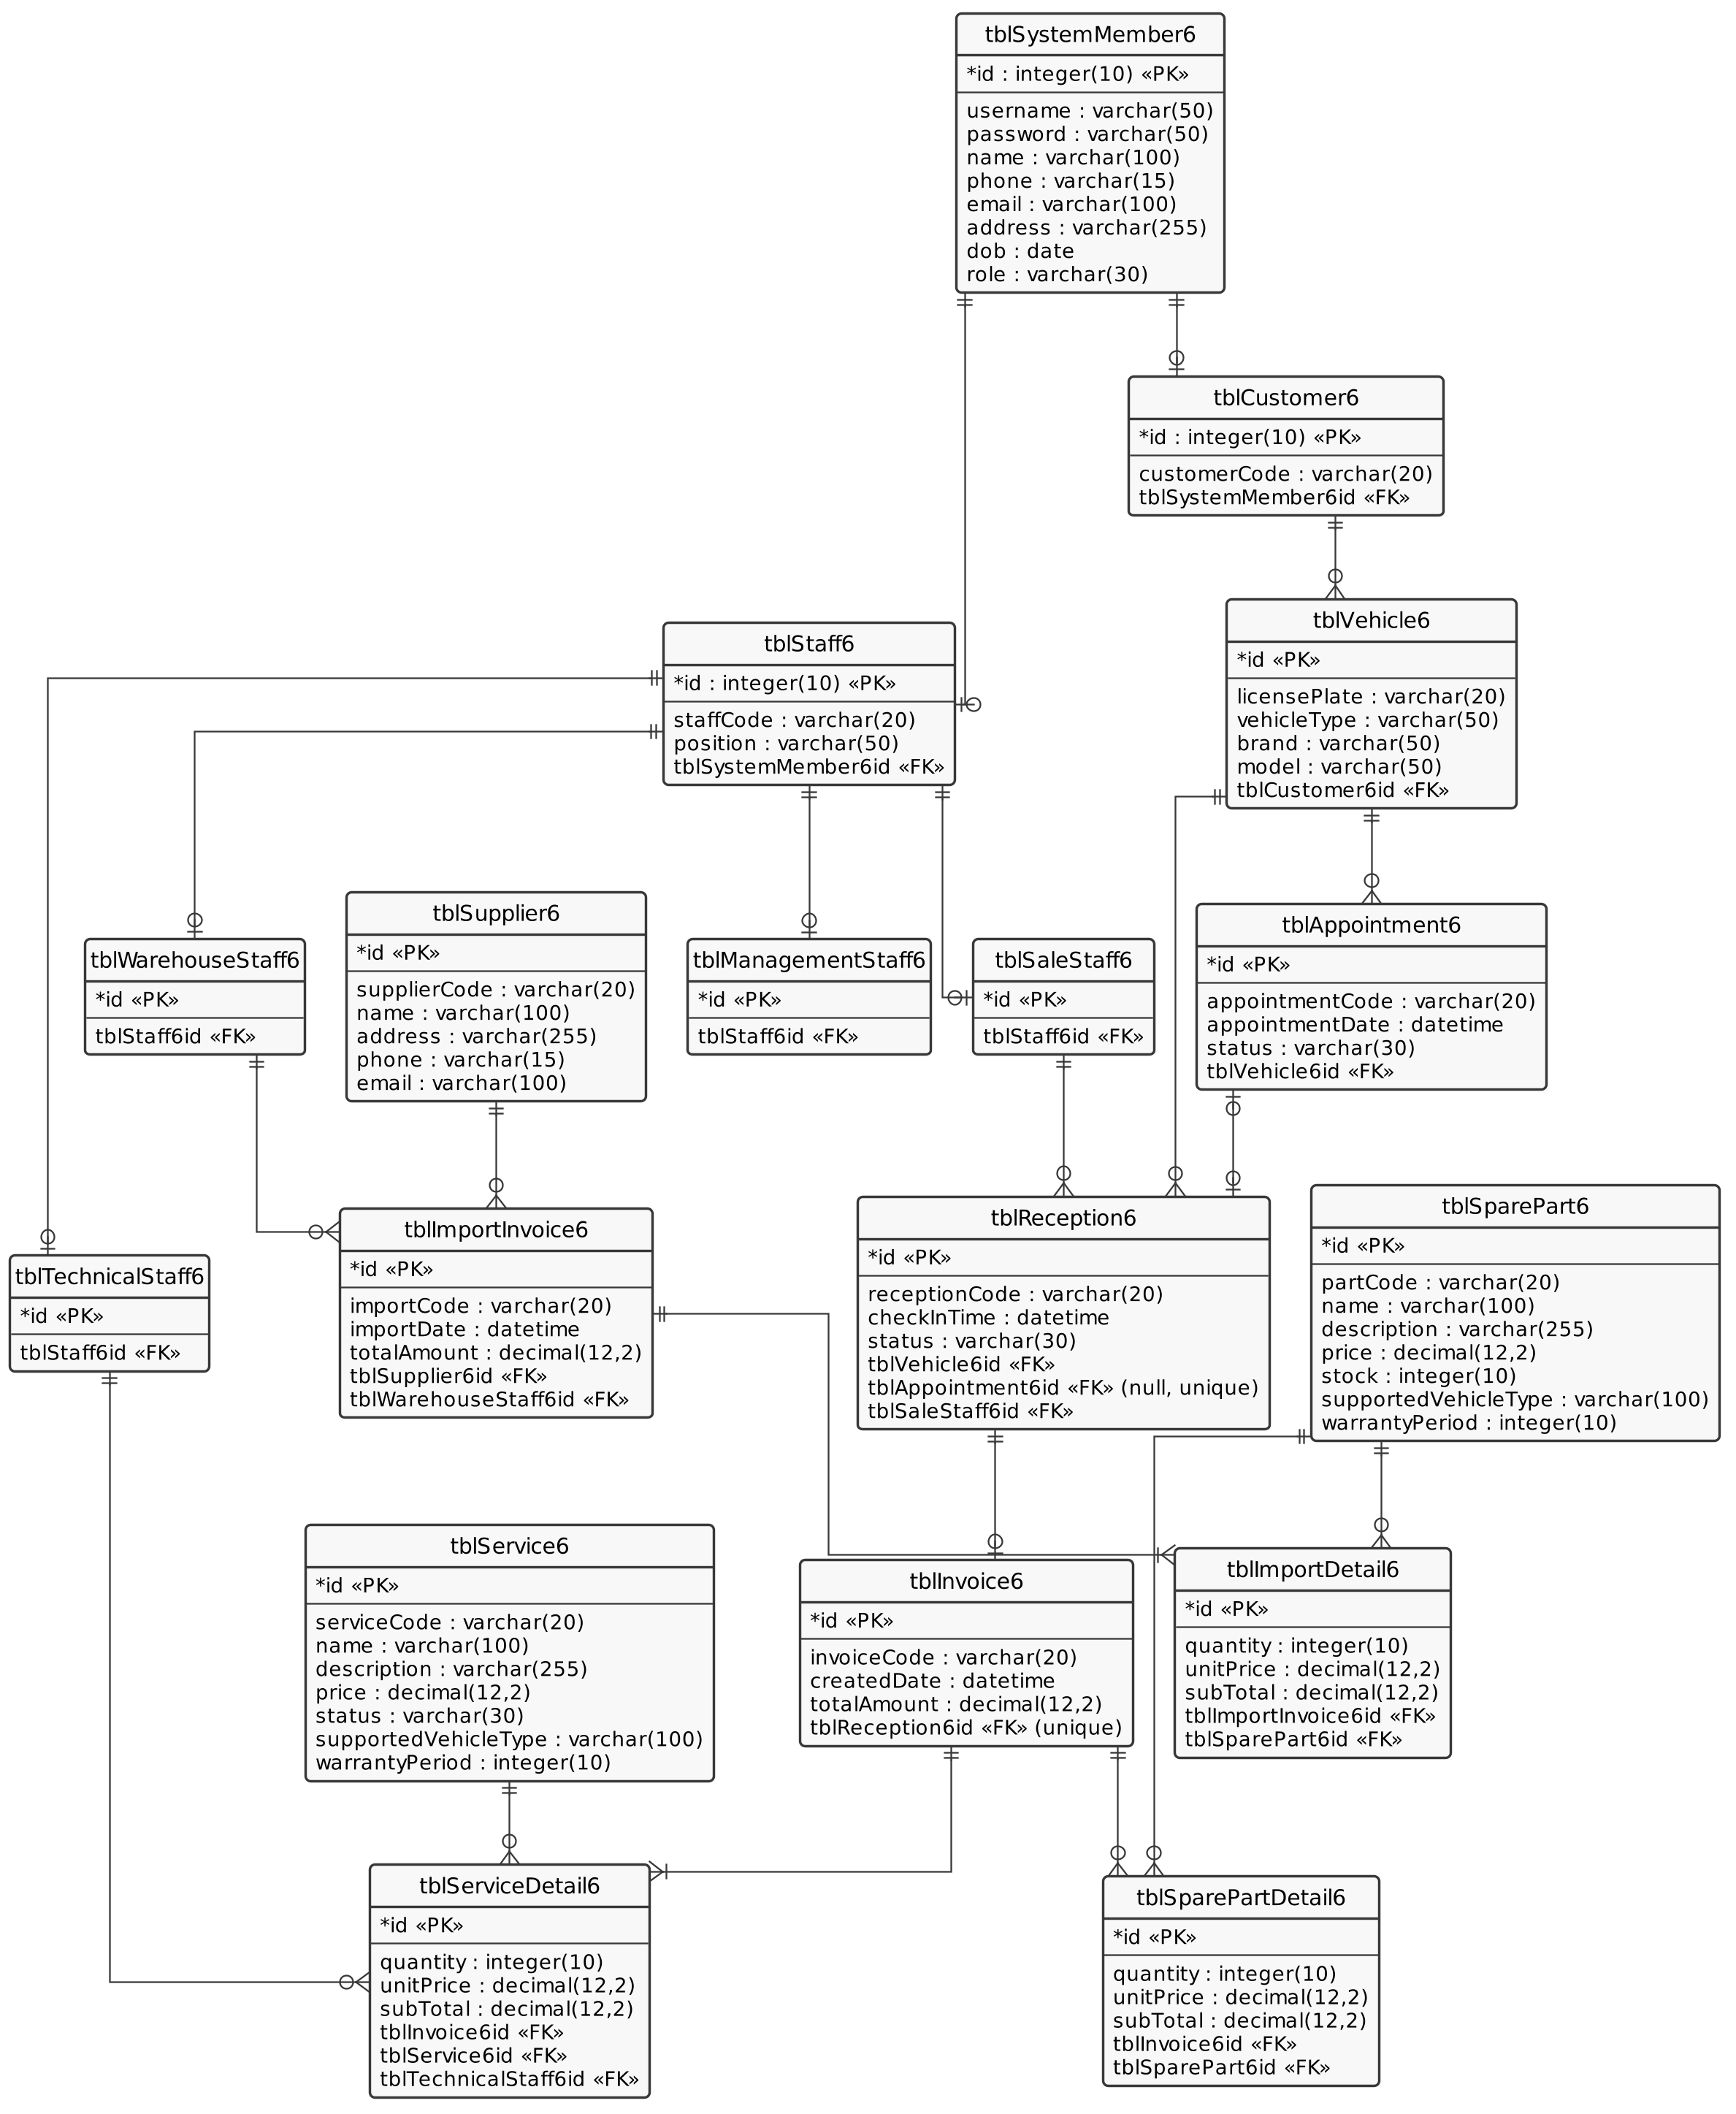 tblSystemMember6
*id : integer(10) «PK»
username : varchar(50)
password : varchar(50)
name : varchar(100)
phone : varchar(15)
email : varchar(100)
address : varchar(255)
dob : date
role : varchar(30)
tblCustomer6
*id : integer(10) «PK»
customerCode : varchar(20)
tblSystemMember6id «FK»
tblStaff6
*id : integer(10) «PK»
staffCode : varchar(20)
position : varchar(50)
tblSystemMember6id «FK»
tblVehicle6
*id «PK»
licensePlate : varchar(20)
vehicleType : varchar(50)
brand : varchar(50)
model : varchar(50)
tblCustomer6id «FK»
tblWarehouseStaff6
*id «PK»
tblStaff6id «FK»
tblSupplier6
*id «PK»
supplierCode : varchar(20)
name : varchar(100)
address : varchar(255)
phone : varchar(15)
email : varchar(100)
tblManagementStaff6
*id «PK»
tblStaff6id «FK»
tblSaleStaff6
*id «PK»
tblStaff6id «FK»
tblAppointment6
*id «PK»
appointmentCode : varchar(20)
appointmentDate : datetime
status : varchar(30)
tblVehicle6id «FK»
tblTechnicalStaff6
*id «PK»
tblStaff6id «FK»
tblImportInvoice6
*id «PK»
importCode : varchar(20)
importDate : datetime
totalAmount : decimal(12,2)
tblSupplier6id «FK»
tblWarehouseStaff6id «FK»
tblReception6
*id «PK»
receptionCode : varchar(20)
checkInTime : datetime
status : varchar(30)
tblVehicle6id «FK»
tblAppointment6id «FK» (null, unique)
tblSaleStaff6id «FK»
tblSparePart6
*id «PK»
partCode : varchar(20)
name : varchar(100)
description : varchar(255)
price : decimal(12,2)
stock : integer(10)
supportedVehicleType : varchar(100)
warrantyPeriod : integer(10)
tblService6
*id «PK»
serviceCode : varchar(20)
name : varchar(100)
description : varchar(255)
price : decimal(12,2)
status : varchar(30)
supportedVehicleType : varchar(100)
warrantyPeriod : integer(10)
tblInvoice6
*id «PK»
invoiceCode : varchar(20)
createdDate : datetime
totalAmount : decimal(12,2)
tblReception6id «FK» (unique)
tblImportDetail6
*id «PK»
quantity : integer(10)
unitPrice : decimal(12,2)
subTotal : decimal(12,2)
tblImportInvoice6id «FK»
tblSparePart6id «FK»
tblServiceDetail6
*id «PK»
quantity : integer(10)
unitPrice : decimal(12,2)
subTotal : decimal(12,2)
tblInvoice6id «FK»
tblService6id «FK»
tblTechnicalStaff6id «FK»
tblSparePartDetail6
*id «PK»
quantity : integer(10)
unitPrice : decimal(12,2)
subTotal : decimal(12,2)
tblInvoice6id «FK»
tblSparePart6id «FK»